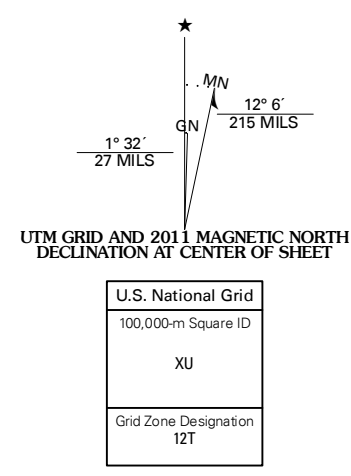 ★
MN
GN
12° 6´
215 MILS
1° 32´
27 MILS
UTM GRID AND 2011 MAGNETIC NORTH
DECLINATION AT CENTER OF SHEET
U.S. National Grid
100,000-m Square ID
XU
Grid Zone Designation
12T